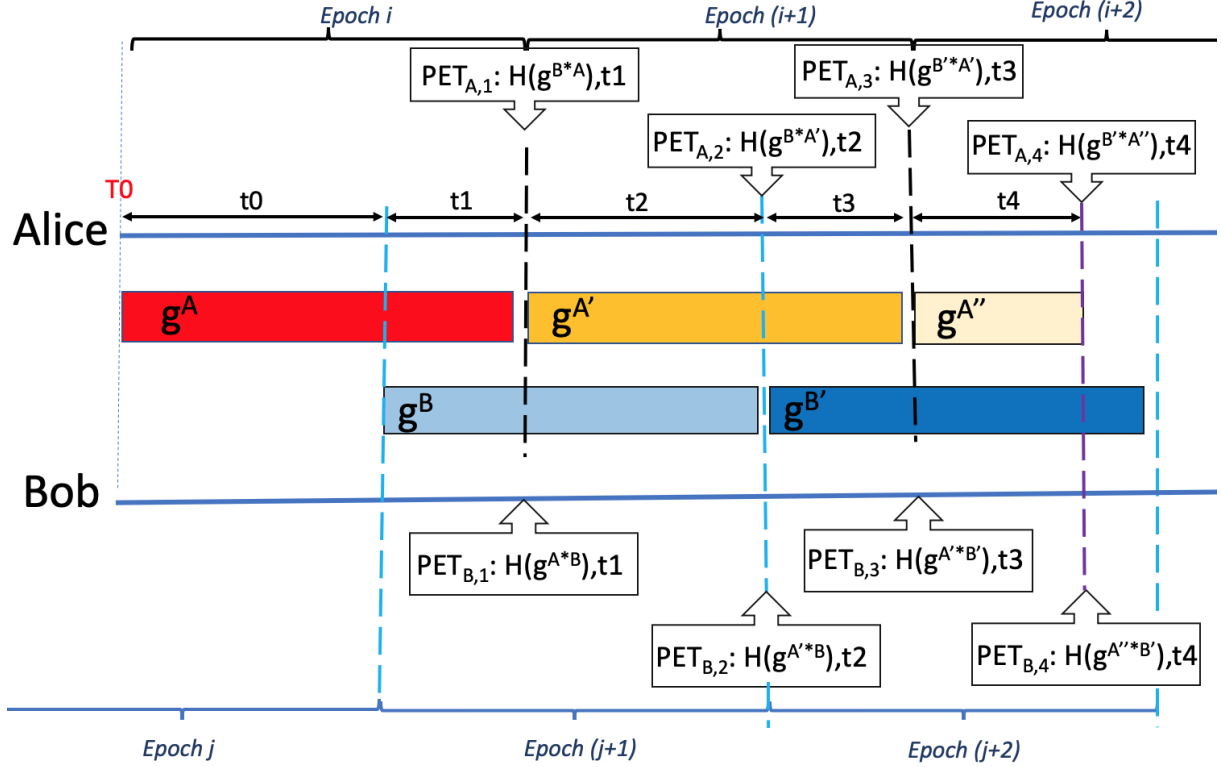 Epoch i
Epoch (i+1)
Epoch (i+2)
PET_A,1: H(g^B*A),t1
PET_A,3: H(g^B'*A'),t3
PET_A,2: H(g^B*A'),t2
PET_A,4: H(g^B'*A''),t4
T0
t0
t1
t2
t3
t4
Alice
g^A
g^A'
g^A''
g^B
g^B'
Bob
PET_B,1: H(g^A*B),t1
PET_B,3: H(g^A'*B'),t3
PET_B,2: H(g^A'*B),t2
PET_B,4: H(g^A''*B'),t4
Epoch j
Epoch (j+1)
Epoch (j+2)